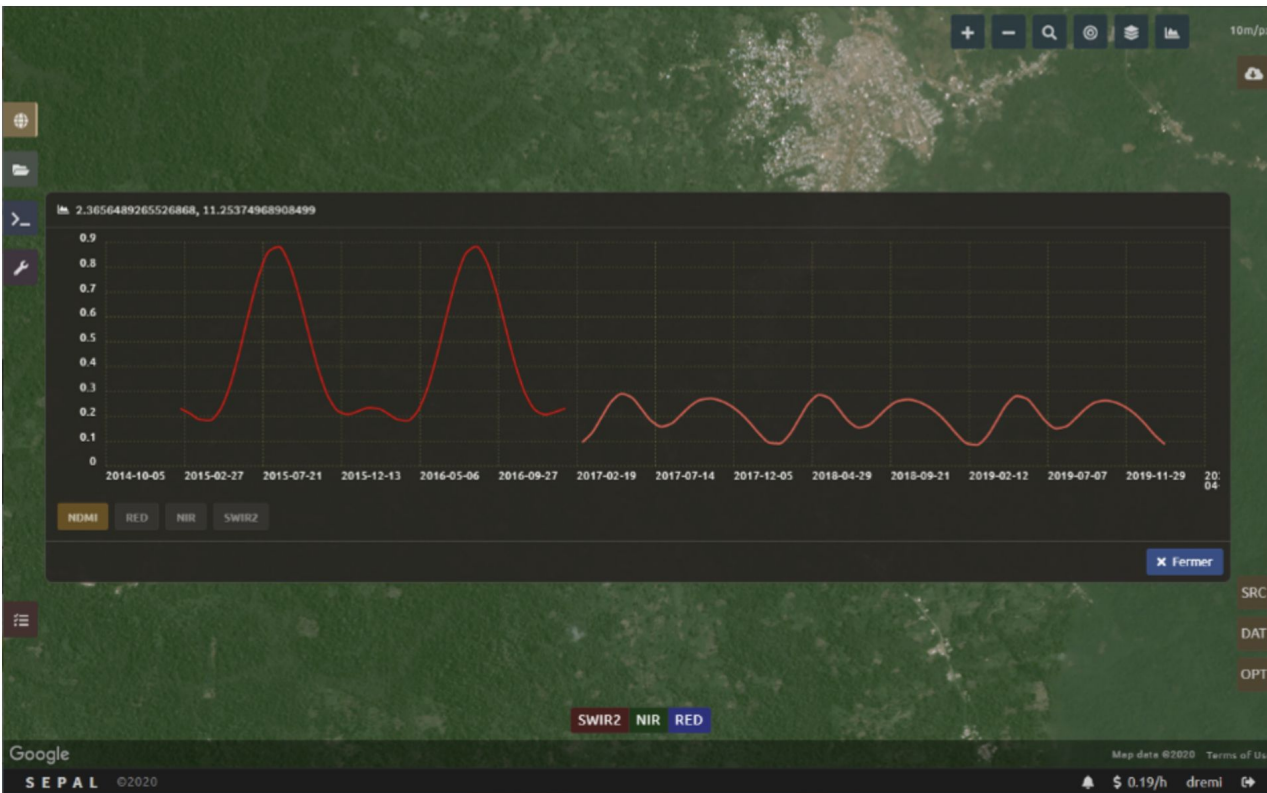 10m/p
2.3656489265526868, 11.25374968908499
0.9
0.8
0.7
0.6
0.5
0.4
0.3
0.2
0.1
0
2014-10-05 2015-02-27 2015-07-21 2015-12-13 2016-05-06 2016-09-27 2017-02-19 2017-07-14 2017-12-05 2018-04-29 2018-09-21 2019-02-12 2019-07-07 2019-11-29 20
04
NDMI RED NIR SWIR2
× Fermer
SRC
DAT
OPT
SWIR2 NIR RED
Google
Map data ©2020 Terms of Us
SEPAL ©2020
$ 0.19/h dremi